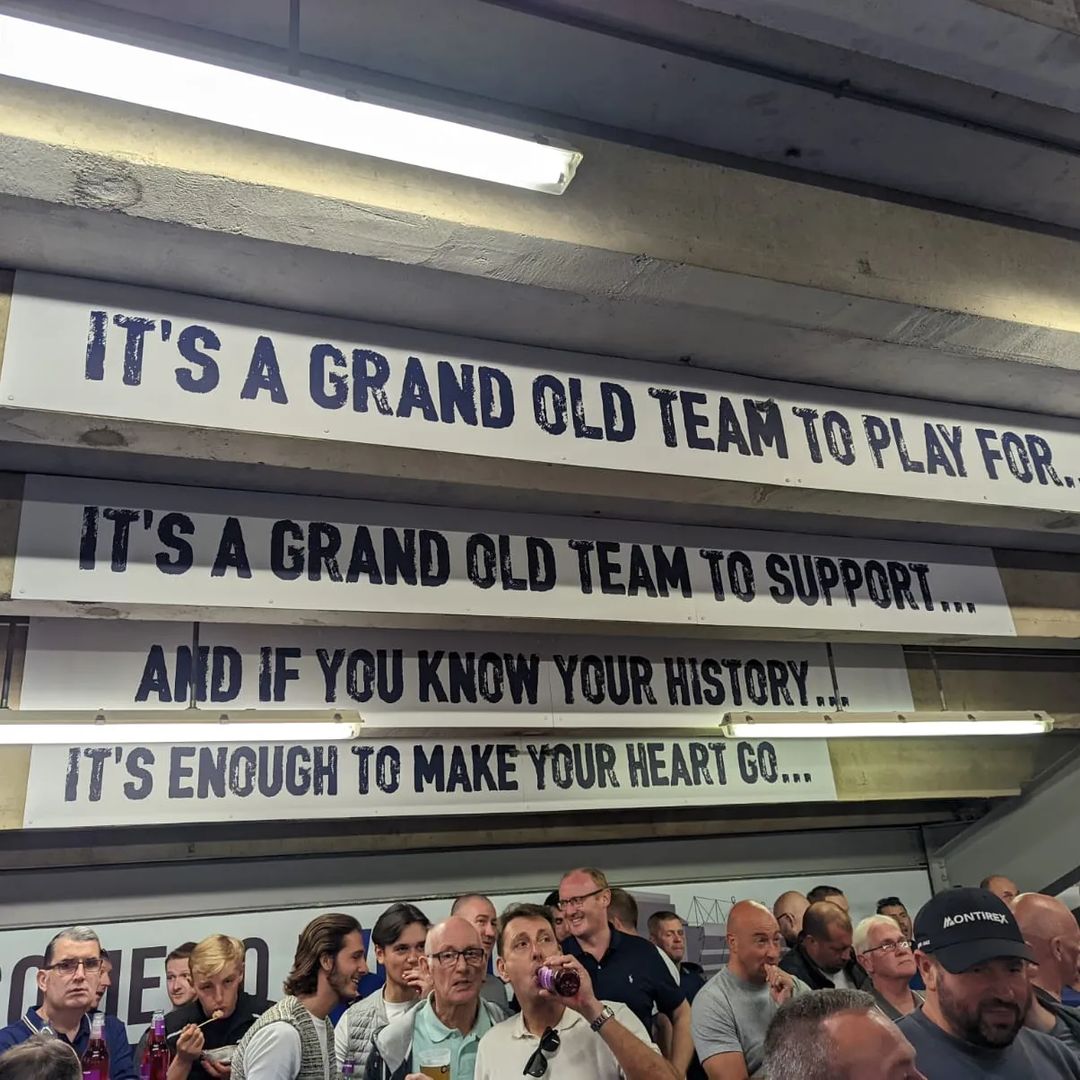 IT'S A GRAND OLD TEAM TO PLAY FOR..
IT'S A GRAND OLD TEAM TO SUPPORT...
AND IF YOU KNOW YOUR HISTORY...
IT'S ENOUGH TO MAKE YOUR HEART GO...
MONTIREX